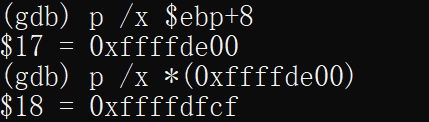 (gdb) p /x $ebp+8
$17 = 0xffffde00
(gdb) p /x *(0xffffde00)
$18 = 0xffffdfcf